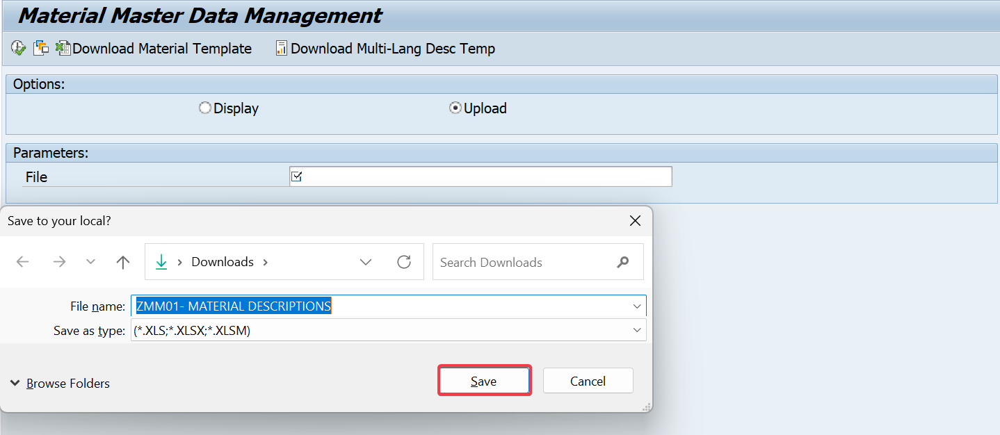 Material Master Data Management
Download Material Template Download Multi-Lang Desc Temp
Options:
Display Upload
Parameters:
File
Save to your local?
Downloads Search Downloads
File name: ZMM01- MATERIAL DESCRIPTIONS
Save as type: (*.XLS;*.XLSX;*.XLSM)
Browse Folders Save Cancel